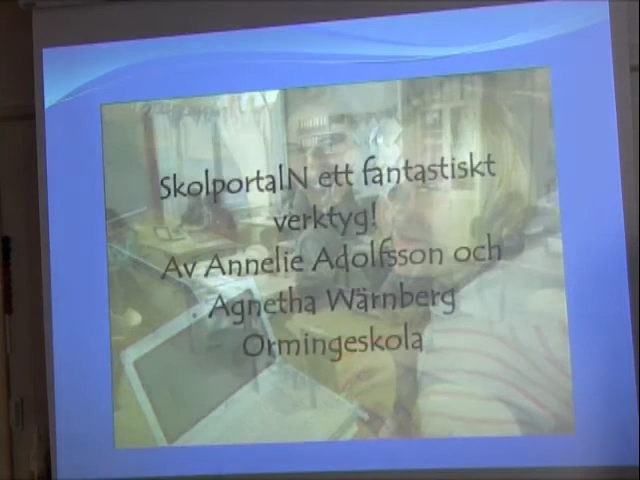 SkolportalN ett fantastiskt
verktyg!
Av Annelie Adolfsson och
Agnetha Wärnberg
Ormingeskola